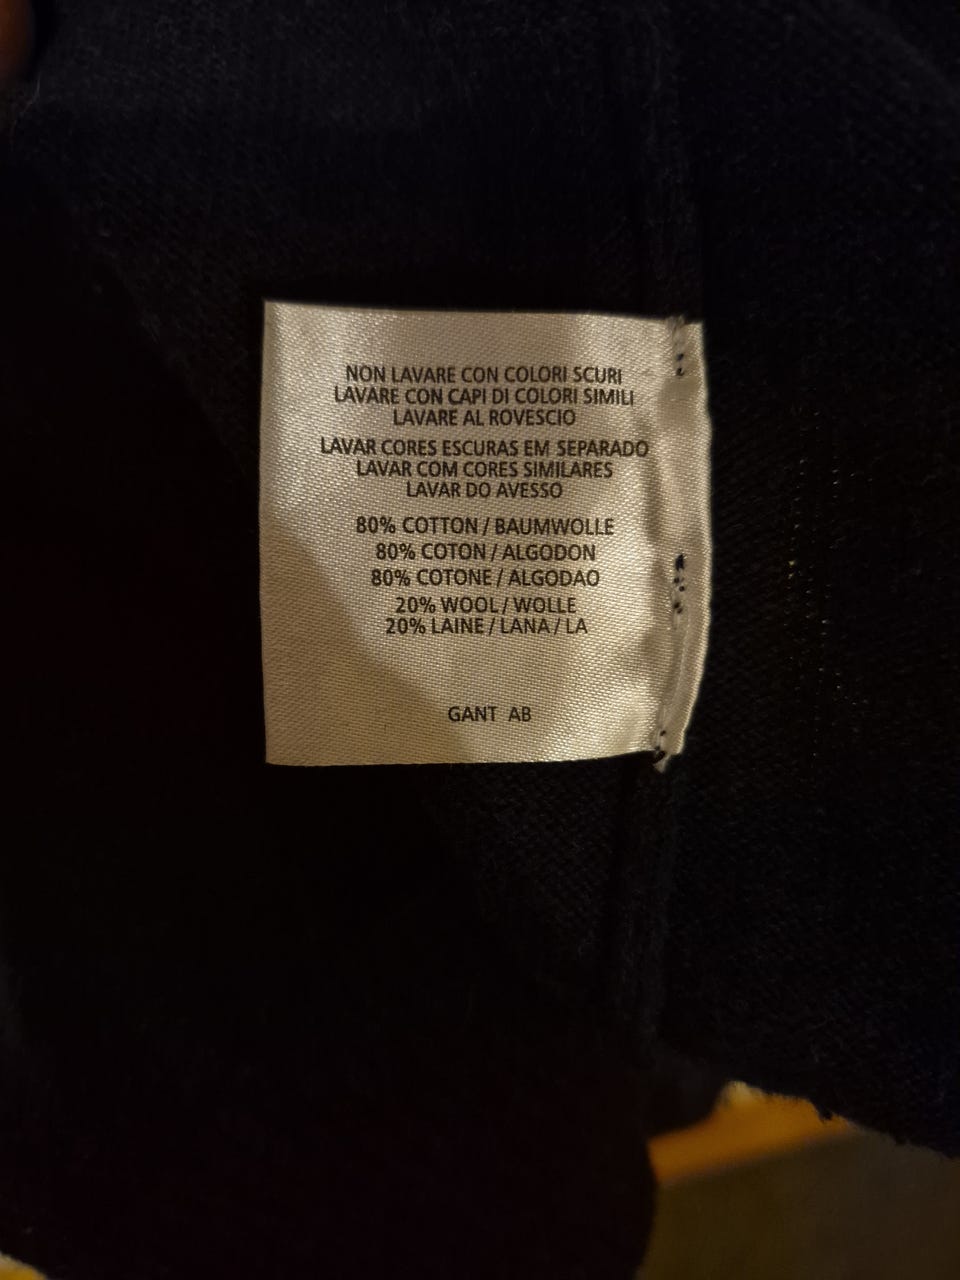 NON LAVARE CON COLORI SCURI
LAVARE CON CAPI DI COLORI SIMILI
LAVARE AL ROVESCIO
LAVAR CORES ESCURAS EM SEPARADO
LAVAR COM CORES SIMILARES
LAVAR DO AVESSO
80% COTTON / BAUMWOLLE
80% COTON / ALGODON
80% COTONE / ALGODAO
20% WOOL / WOLLE
20% LAINE / LANA / LA
GANT AB